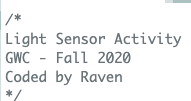 /*
Light Sensor Activity
GWC - Fall 2020
Coded by Raven
*/